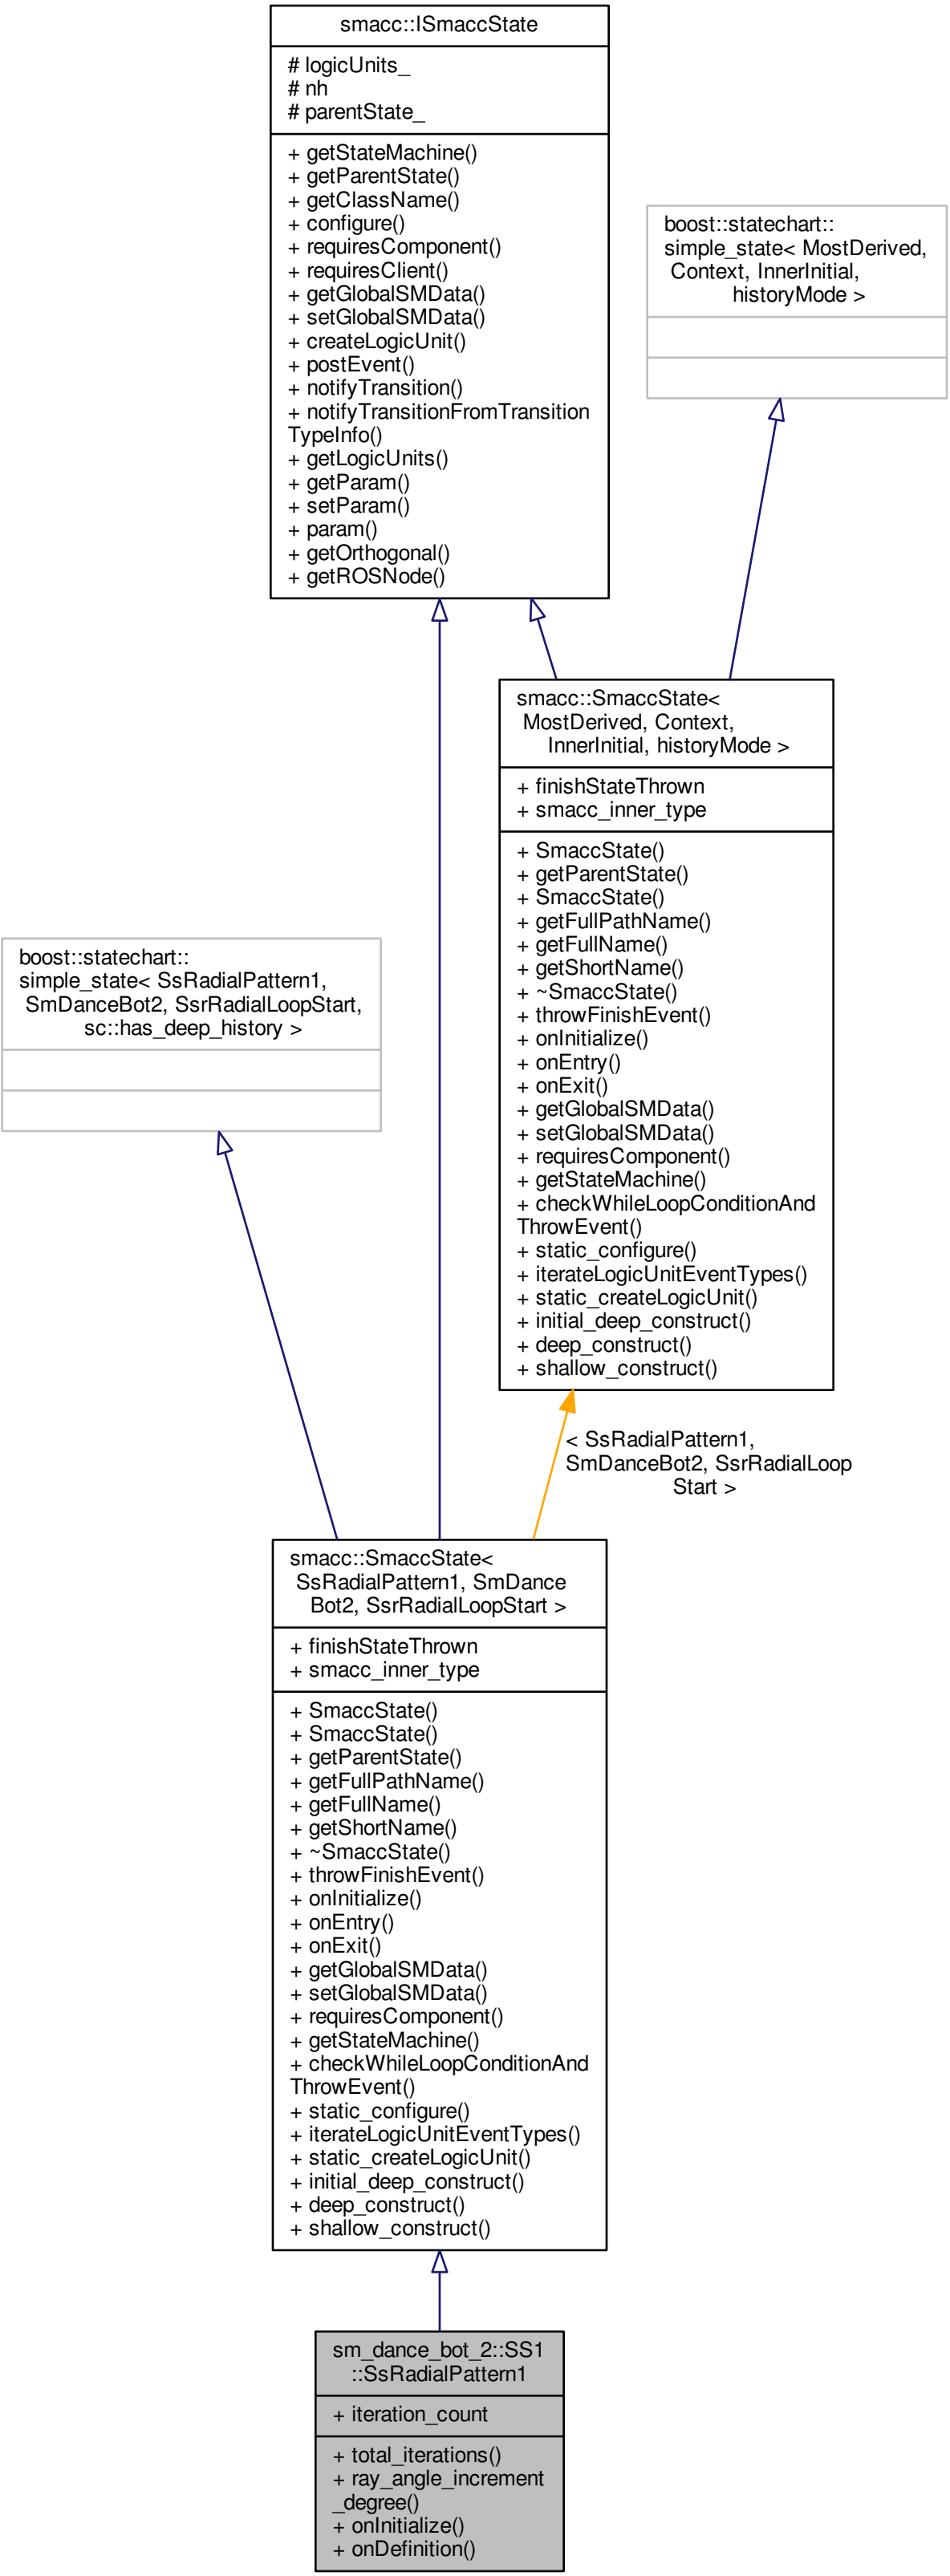 smacc::ISmaccState
# logicUnits_
# nh
# parentState_
+ getStateMachine()
+ getParentState()
+ getClassName()
+ configure()
+ requiresComponent()
+ requiresClient()
+ getGlobalSMData()
+ setGlobalSMData()
+ createLogicUnit()
+ postEvent()
+ notifyTransition()
+ notifyTransitionFromTransition
TypeInfo()
+ getLogicUnits()
+ getParam()
+ setParam()
+ param()
+ getOrthogonal()
+ getROSNode()
boost::statechart::
simple_state< MostDerived,
Context, InnerInitial,
historyMode >
smacc::SmaccState<
MostDerived, Context,
InnerInitial, historyMode >
+ finishStateThrown
+ smacc_inner_type
+ SmaccState()
+ getParentState()
+ SmaccState()
+ getFullPathName()
+ getFullName()
+ getShortName()
+ ~SmaccState()
+ throwFinishEvent()
+ onInitialize()
+ onEntry()
+ onExit()
+ getGlobalSMData()
+ setGlobalSMData()
+ requiresComponent()
+ getStateMachine()
+ checkWhileLoopConditionAnd
ThrowEvent()
+ static_configure()
+ iterateLogicUnitEventTypes()
+ static_createLogicUnit()
+ initial_deep_construct()
+ deep_construct()
+ shallow_construct()
boost::statechart::
simple_state< SsRadialPattern1,
SmDanceBot2, SsrRadialLoopStart,
sc::has_deep_history >
< SsRadialPattern1,
SmDanceBot2, SsrRadialLoop
Start >
smacc::SmaccState<
SsRadialPattern1, SmDance
Bot2, SsrRadialLoopStart >
+ finishStateThrown
+ smacc_inner_type
+ SmaccState()
+ SmaccState()
+ getParentState()
+ getFullPathName()
+ getFullName()
+ getShortName()
+ ~SmaccState()
+ throwFinishEvent()
+ onInitialize()
+ onEntry()
+ onExit()
+ getGlobalSMData()
+ setGlobalSMData()
+ requiresComponent()
+ getStateMachine()
+ checkWhileLoopConditionAnd
ThrowEvent()
+ static_configure()
+ iterateLogicUnitEventTypes()
+ static_createLogicUnit()
+ initial_deep_construct()
+ deep_construct()
+ shallow_construct()
sm_dance_bot_2::SS1
::SsRadialPattern1
+ iteration_count
+ total_iterations()
+ ray_angle_increment
_degree()
+ onInitialize()
+ onDefinition()